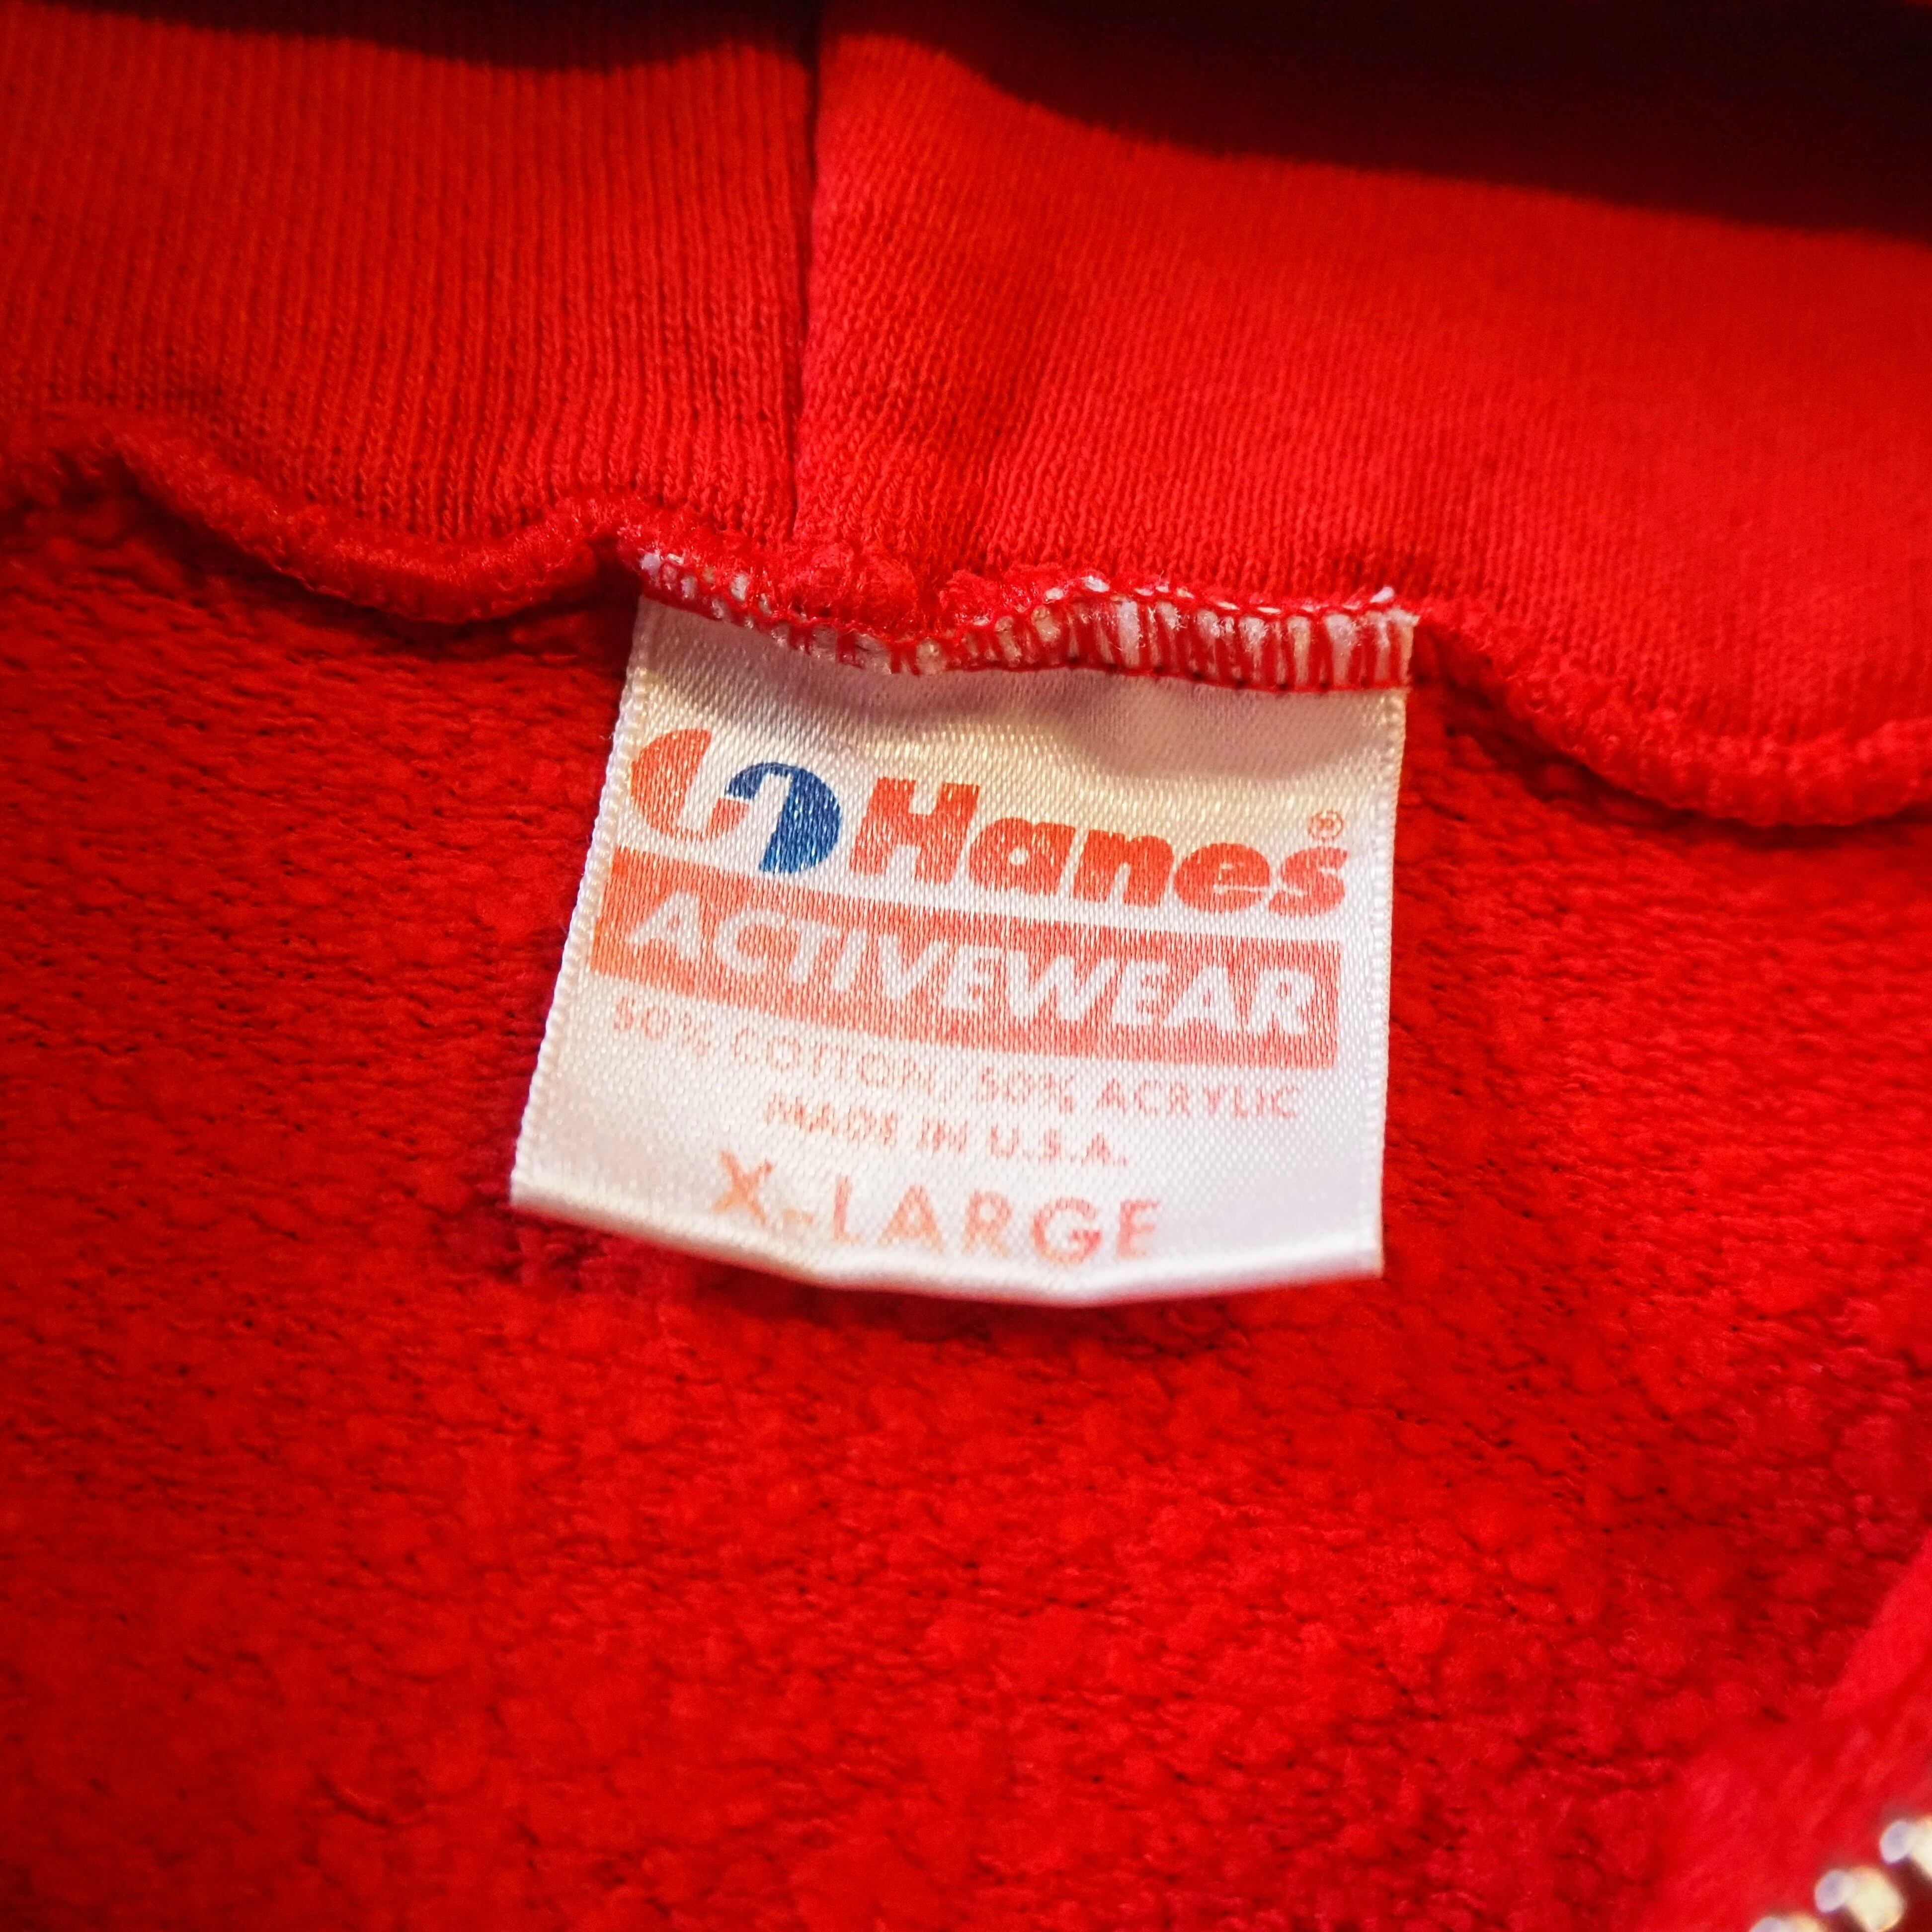 Hanes®
ACTIVEWEAR
50% COTTON / 50% ACRYLIC
MADE IN U.S.A.
X-LARGE